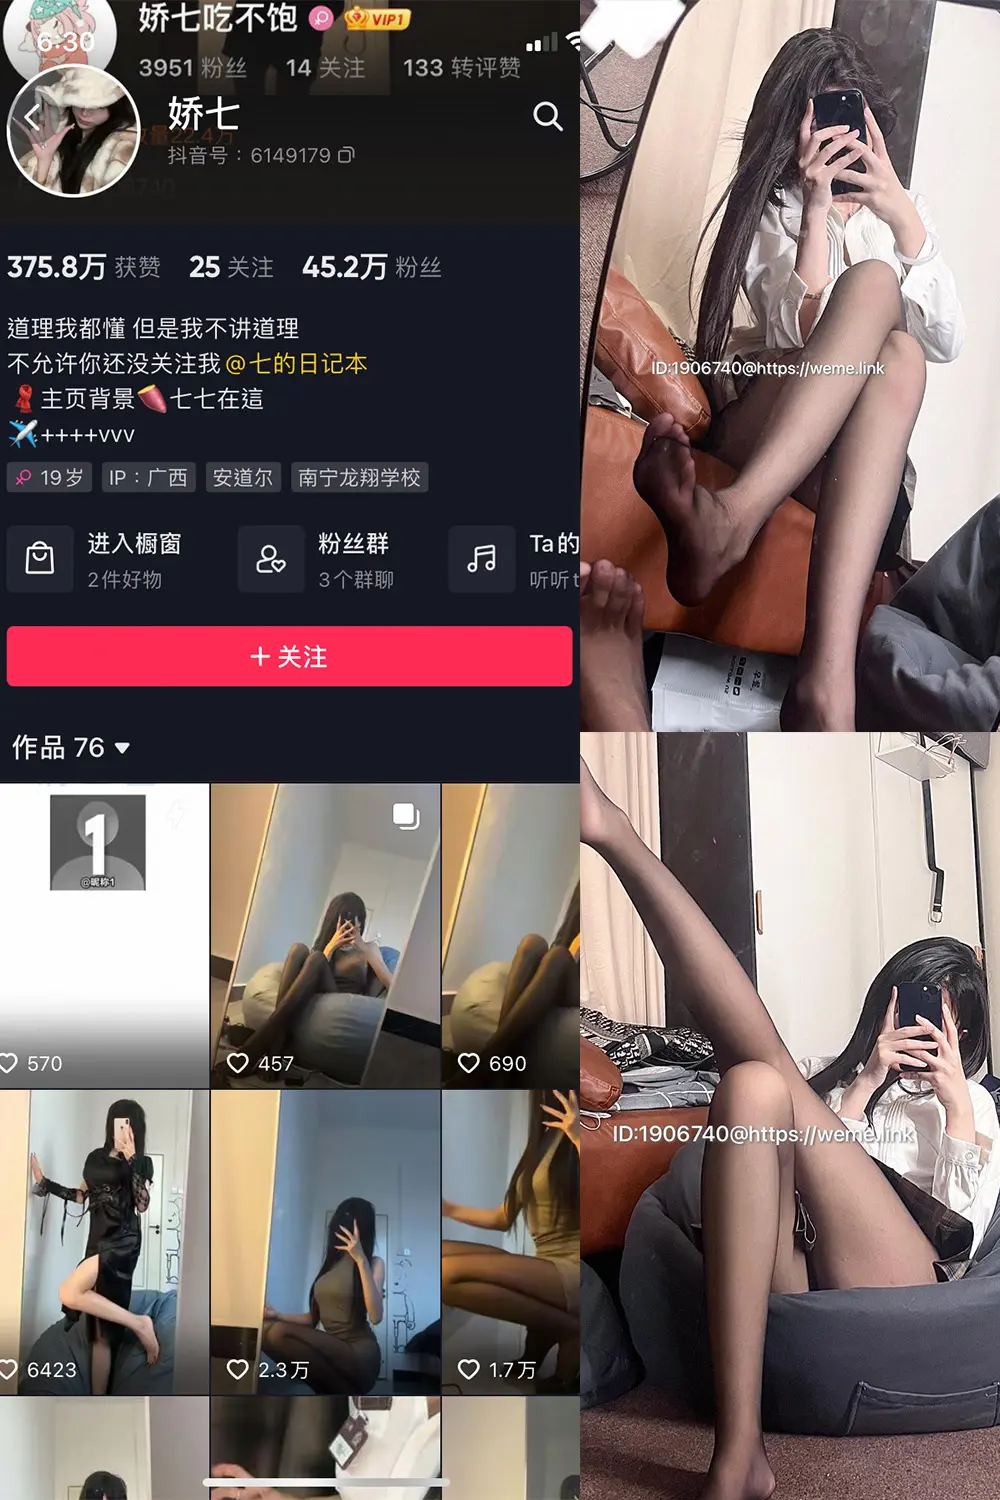 娇七吃不饱 VIP1
6:30
3951 粉丝 14 关注 133 转评赞
娇七
抖音号：6149179
375.8万 获赞 25 关注 45.2万 粉丝
道理我都懂 但是我不讲道理
不允许你还没关注我 @七的日记本
🧣主页背景🍠七七在這
✈️++++vvv
19岁 IP：广西 安道尔 南宁龙翔学校
进入橱窗 粉丝群 Ta的
2件好物 3个群聊 听听t
+ 关注
作品 76
1
@昵称1
570 457 690
6423 2.3万 1.7万
ID:1906740@https://weme.link
ID:1906740@https://weme.link